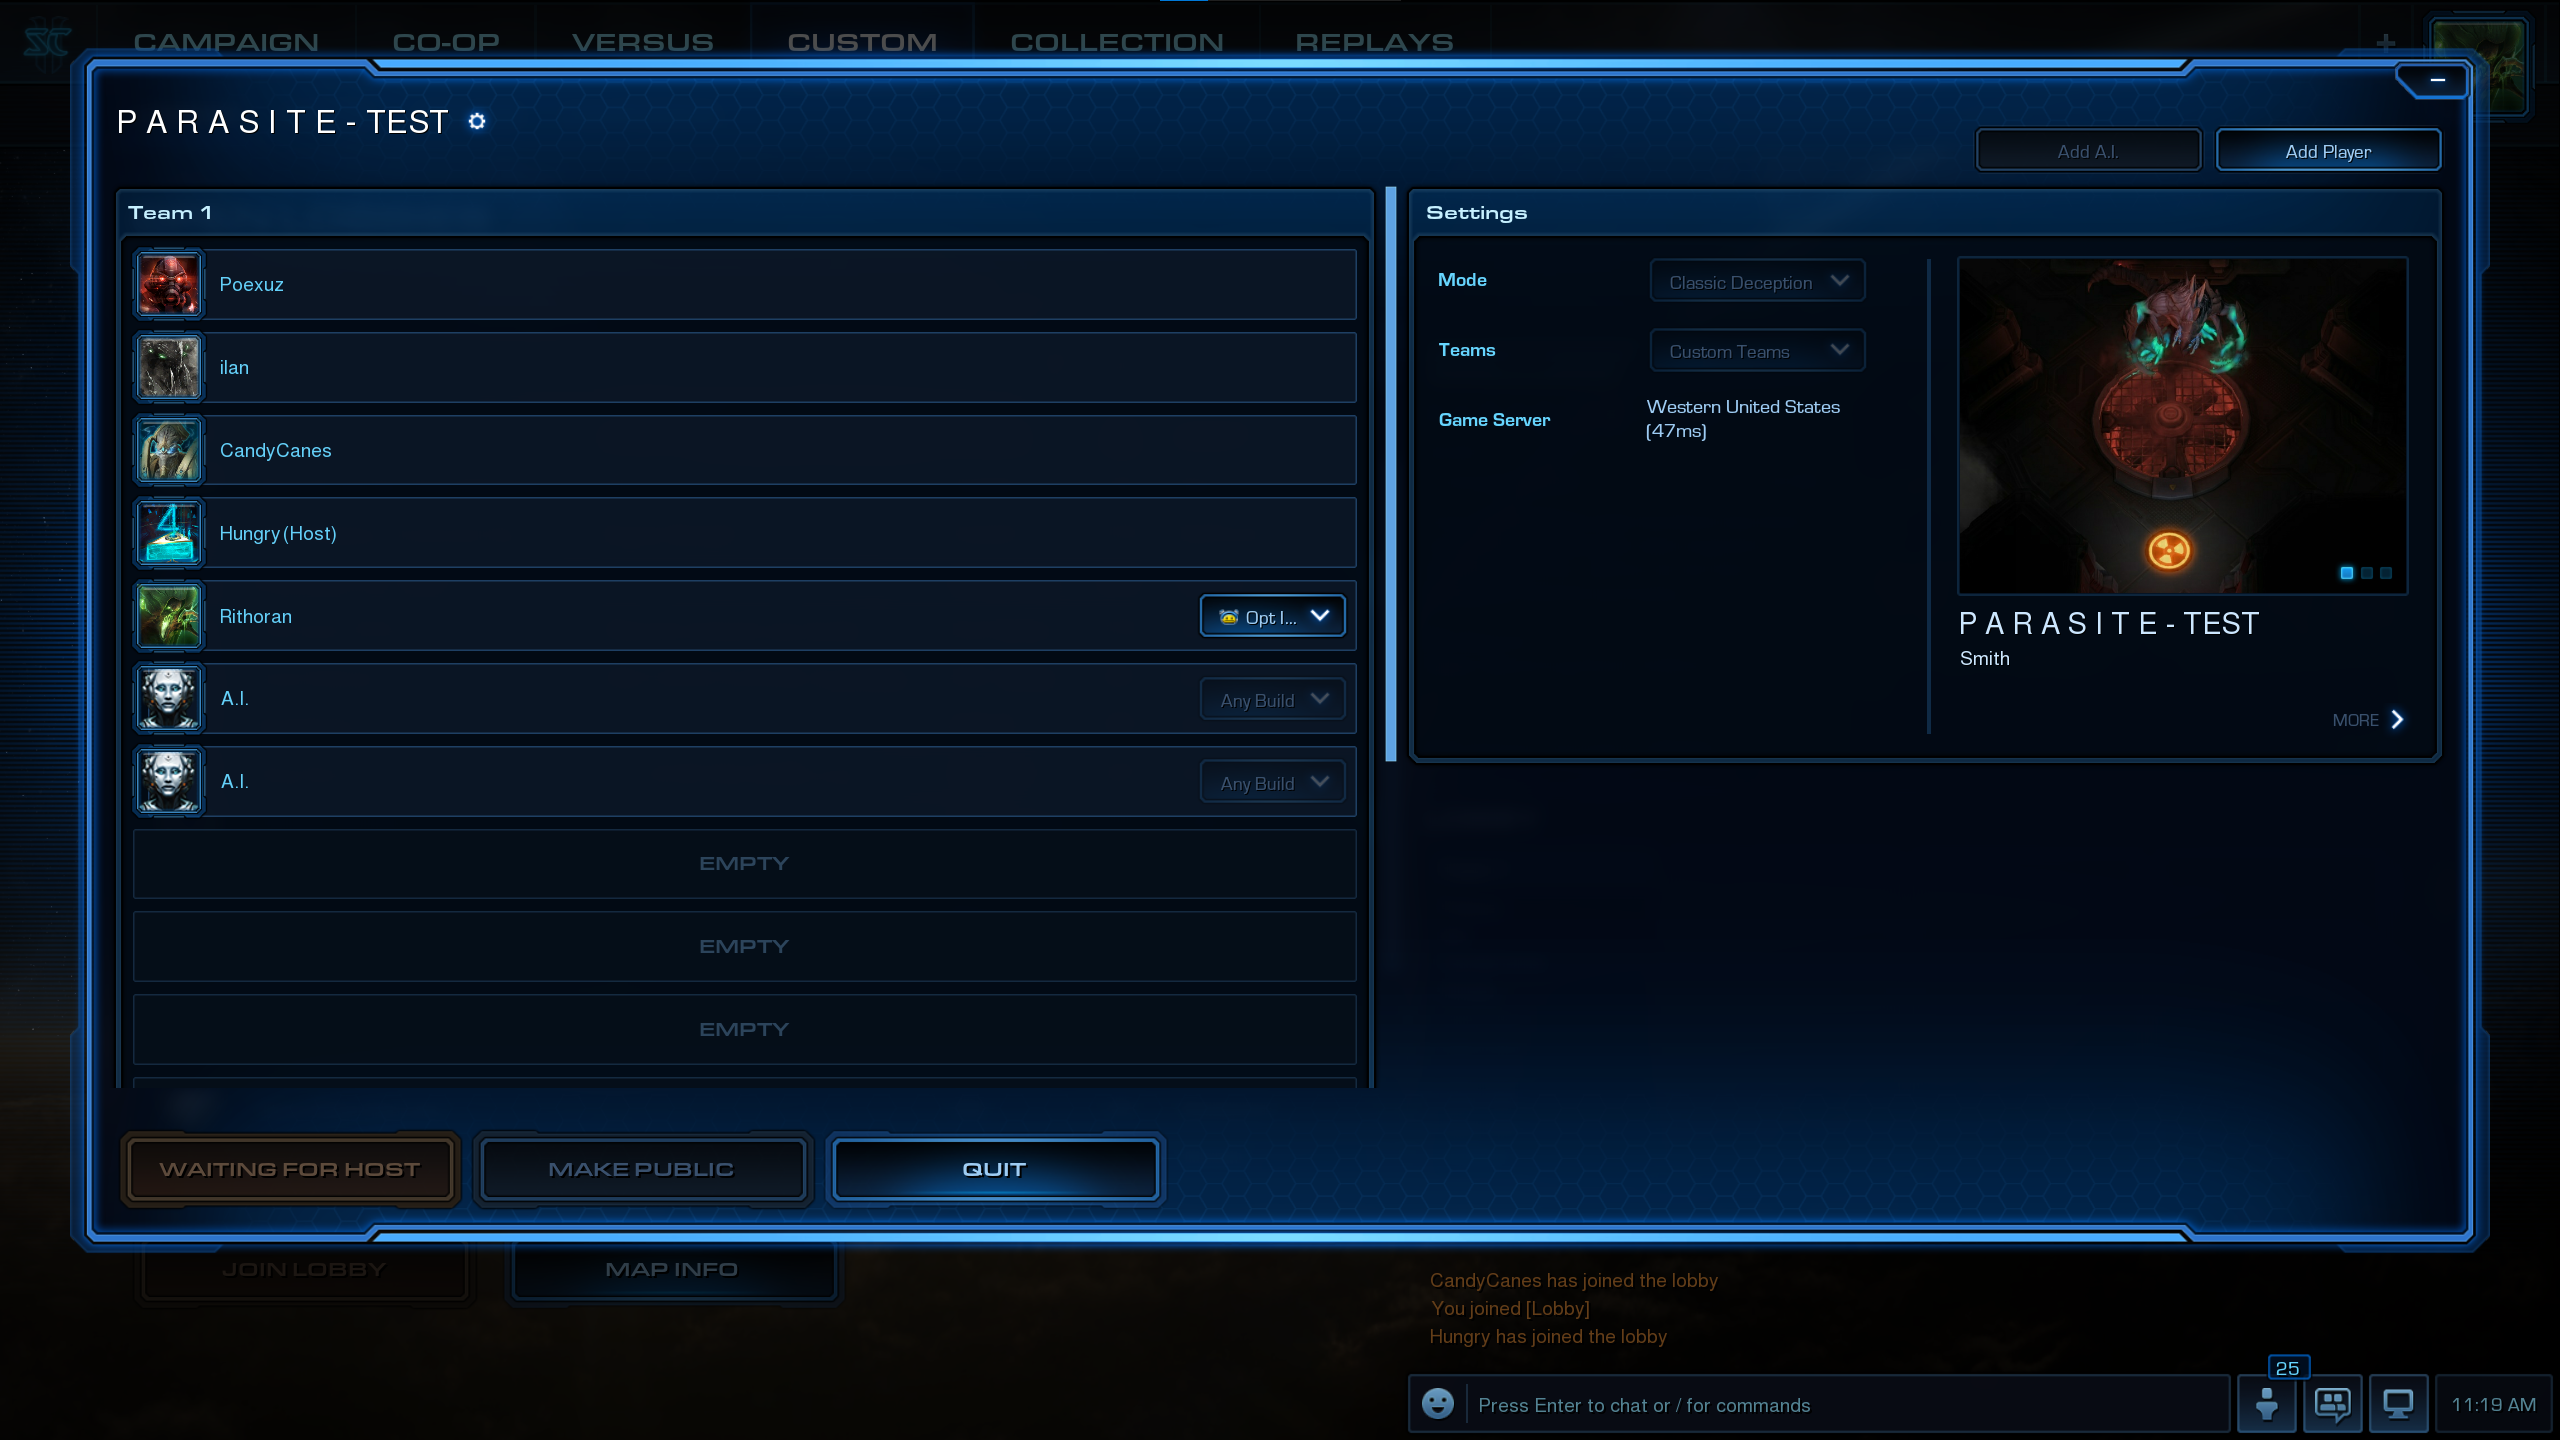 CAMPAIGN
CO-OP
VERSUS
CUSTOM
COLLECTION
REPLAYS
P A R A S I T E - TEST
Add A.I.
Add Player
Team 1
Poexuz
ilan
CandyCanes
Hungry (Host)
Rithoran
Opt I...
A.I.
Any Build
A.I.
Any Build
EMPTY
EMPTY
EMPTY
Settings
Mode
Classic Deception
Teams
Custom Teams
Game Server
Western United States
(47ms)
P A R A S I T E - TEST
Smith
MORE
WAITING FOR HOST
MAKE PUBLIC
QUIT
JOIN LOBBY
MAP INFO
CandyCanes has joined the lobby
You joined [Lobby]
Hungry has joined the lobby
Press Enter to chat or / for commands
25
11:19 AM